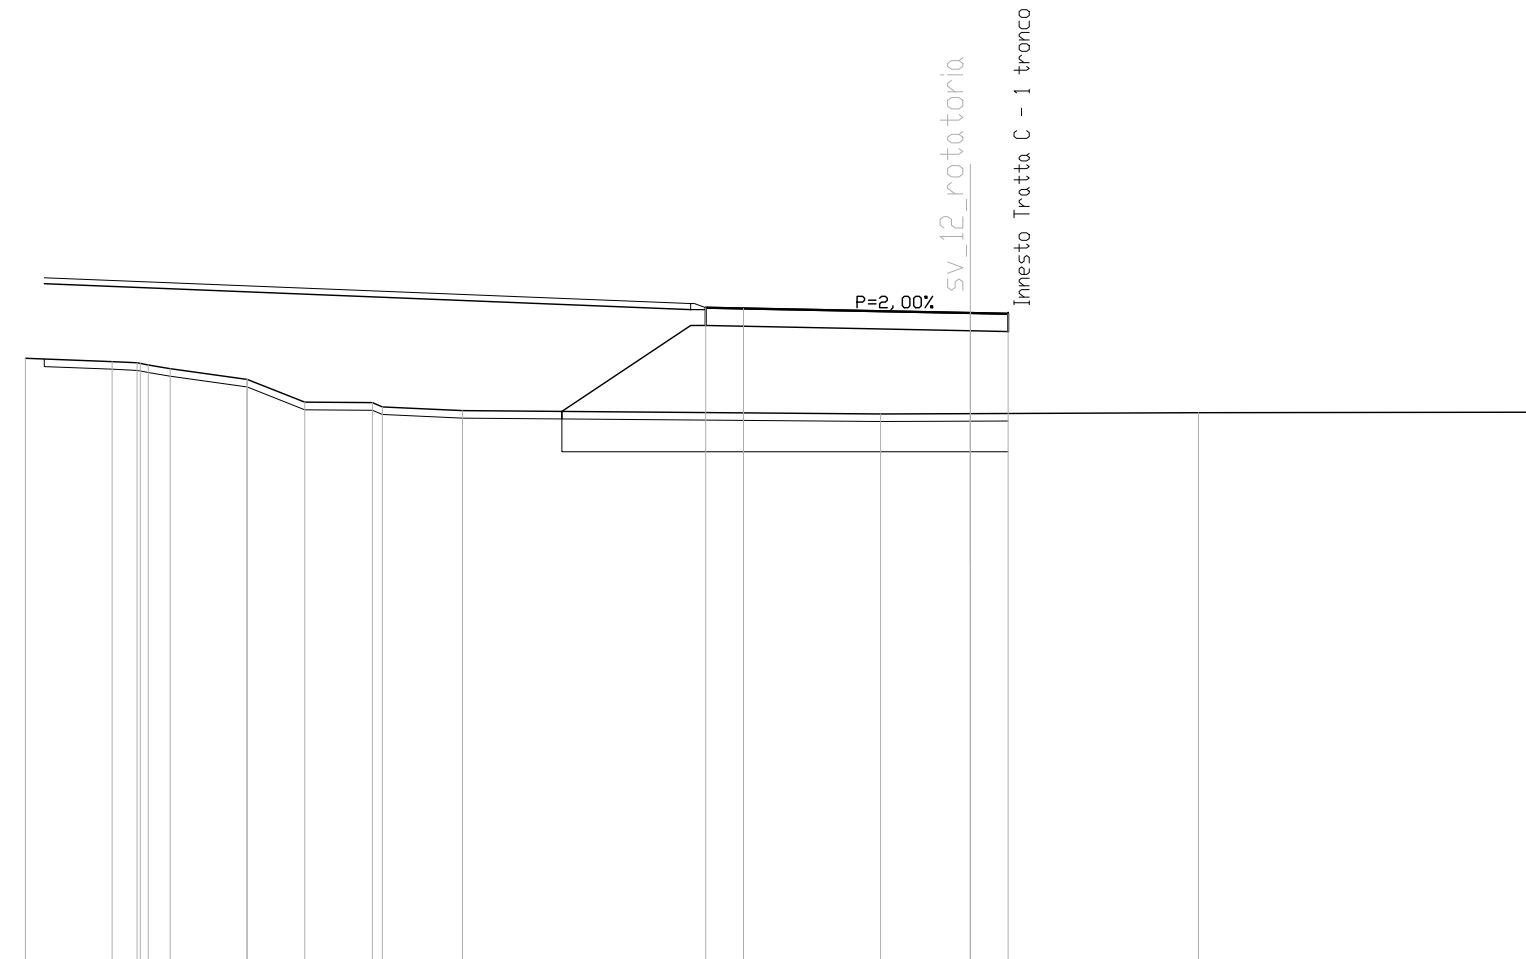 sv_12_rotatoria
Innesto Tratta C - 1 tronco
P=2,00%